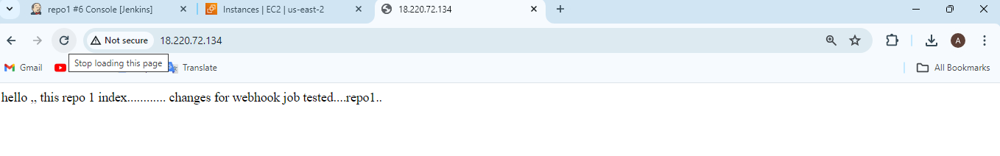 repo1 #6 Console [Jenkins]
Instances | EC2 | us-east-2
18.220.72.134
Not secure
18.220.72.134
A
Stop loading this page
Gmail
Translate
All Bookmarks
hello ,, this repo 1 index............ changes for webhook job tested....repo1..